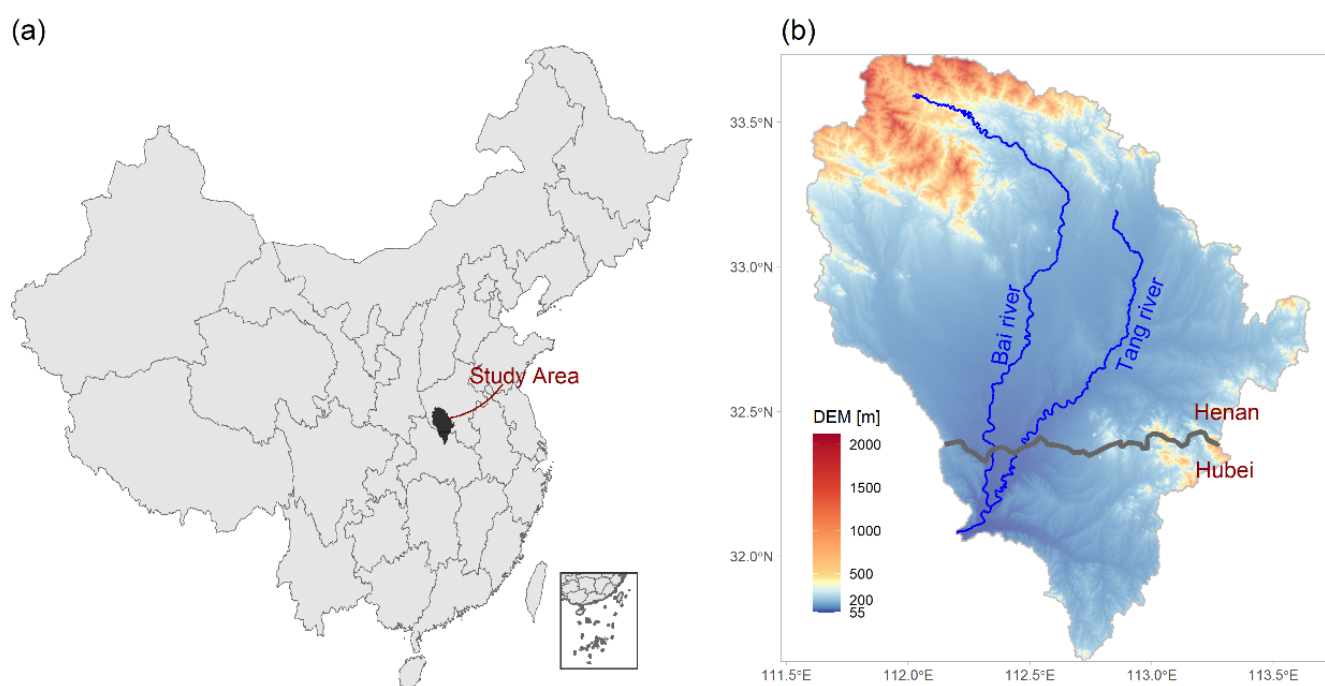 (a)
Study Area
(b)
33.5°N
33.0°N
32.5°N
32.0°N
Bai river
Tang river
Henan
Hubei
DEM [m]
2000
1500
1000
500
200
55
111.5°E
112.0°E
112.5°E
113.0°E
113.5°E